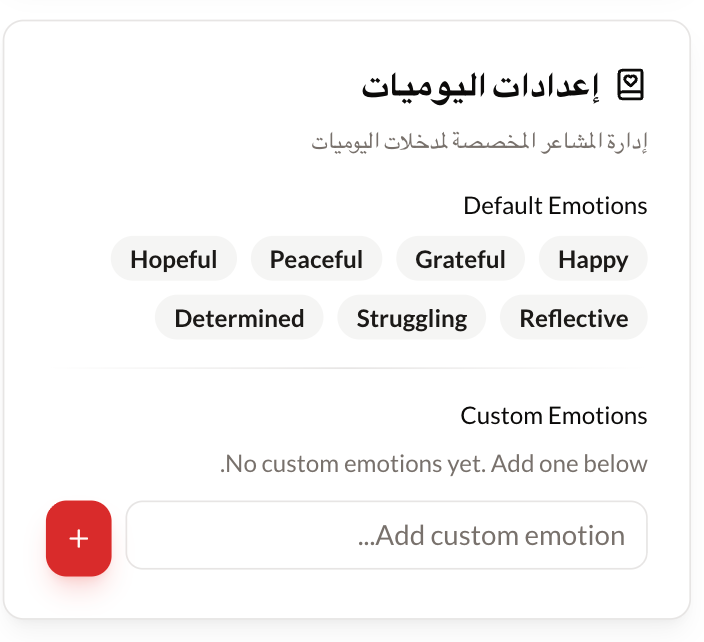 إعدادات اليوميات
إدارة المشاعر المخصصة لمدخلات اليوميات
Default Emotions
Happy Grateful Peaceful Hopeful
Reflective Struggling Determined
Custom Emotions
No custom emotions yet. Add one below.
Add custom emotion...
+